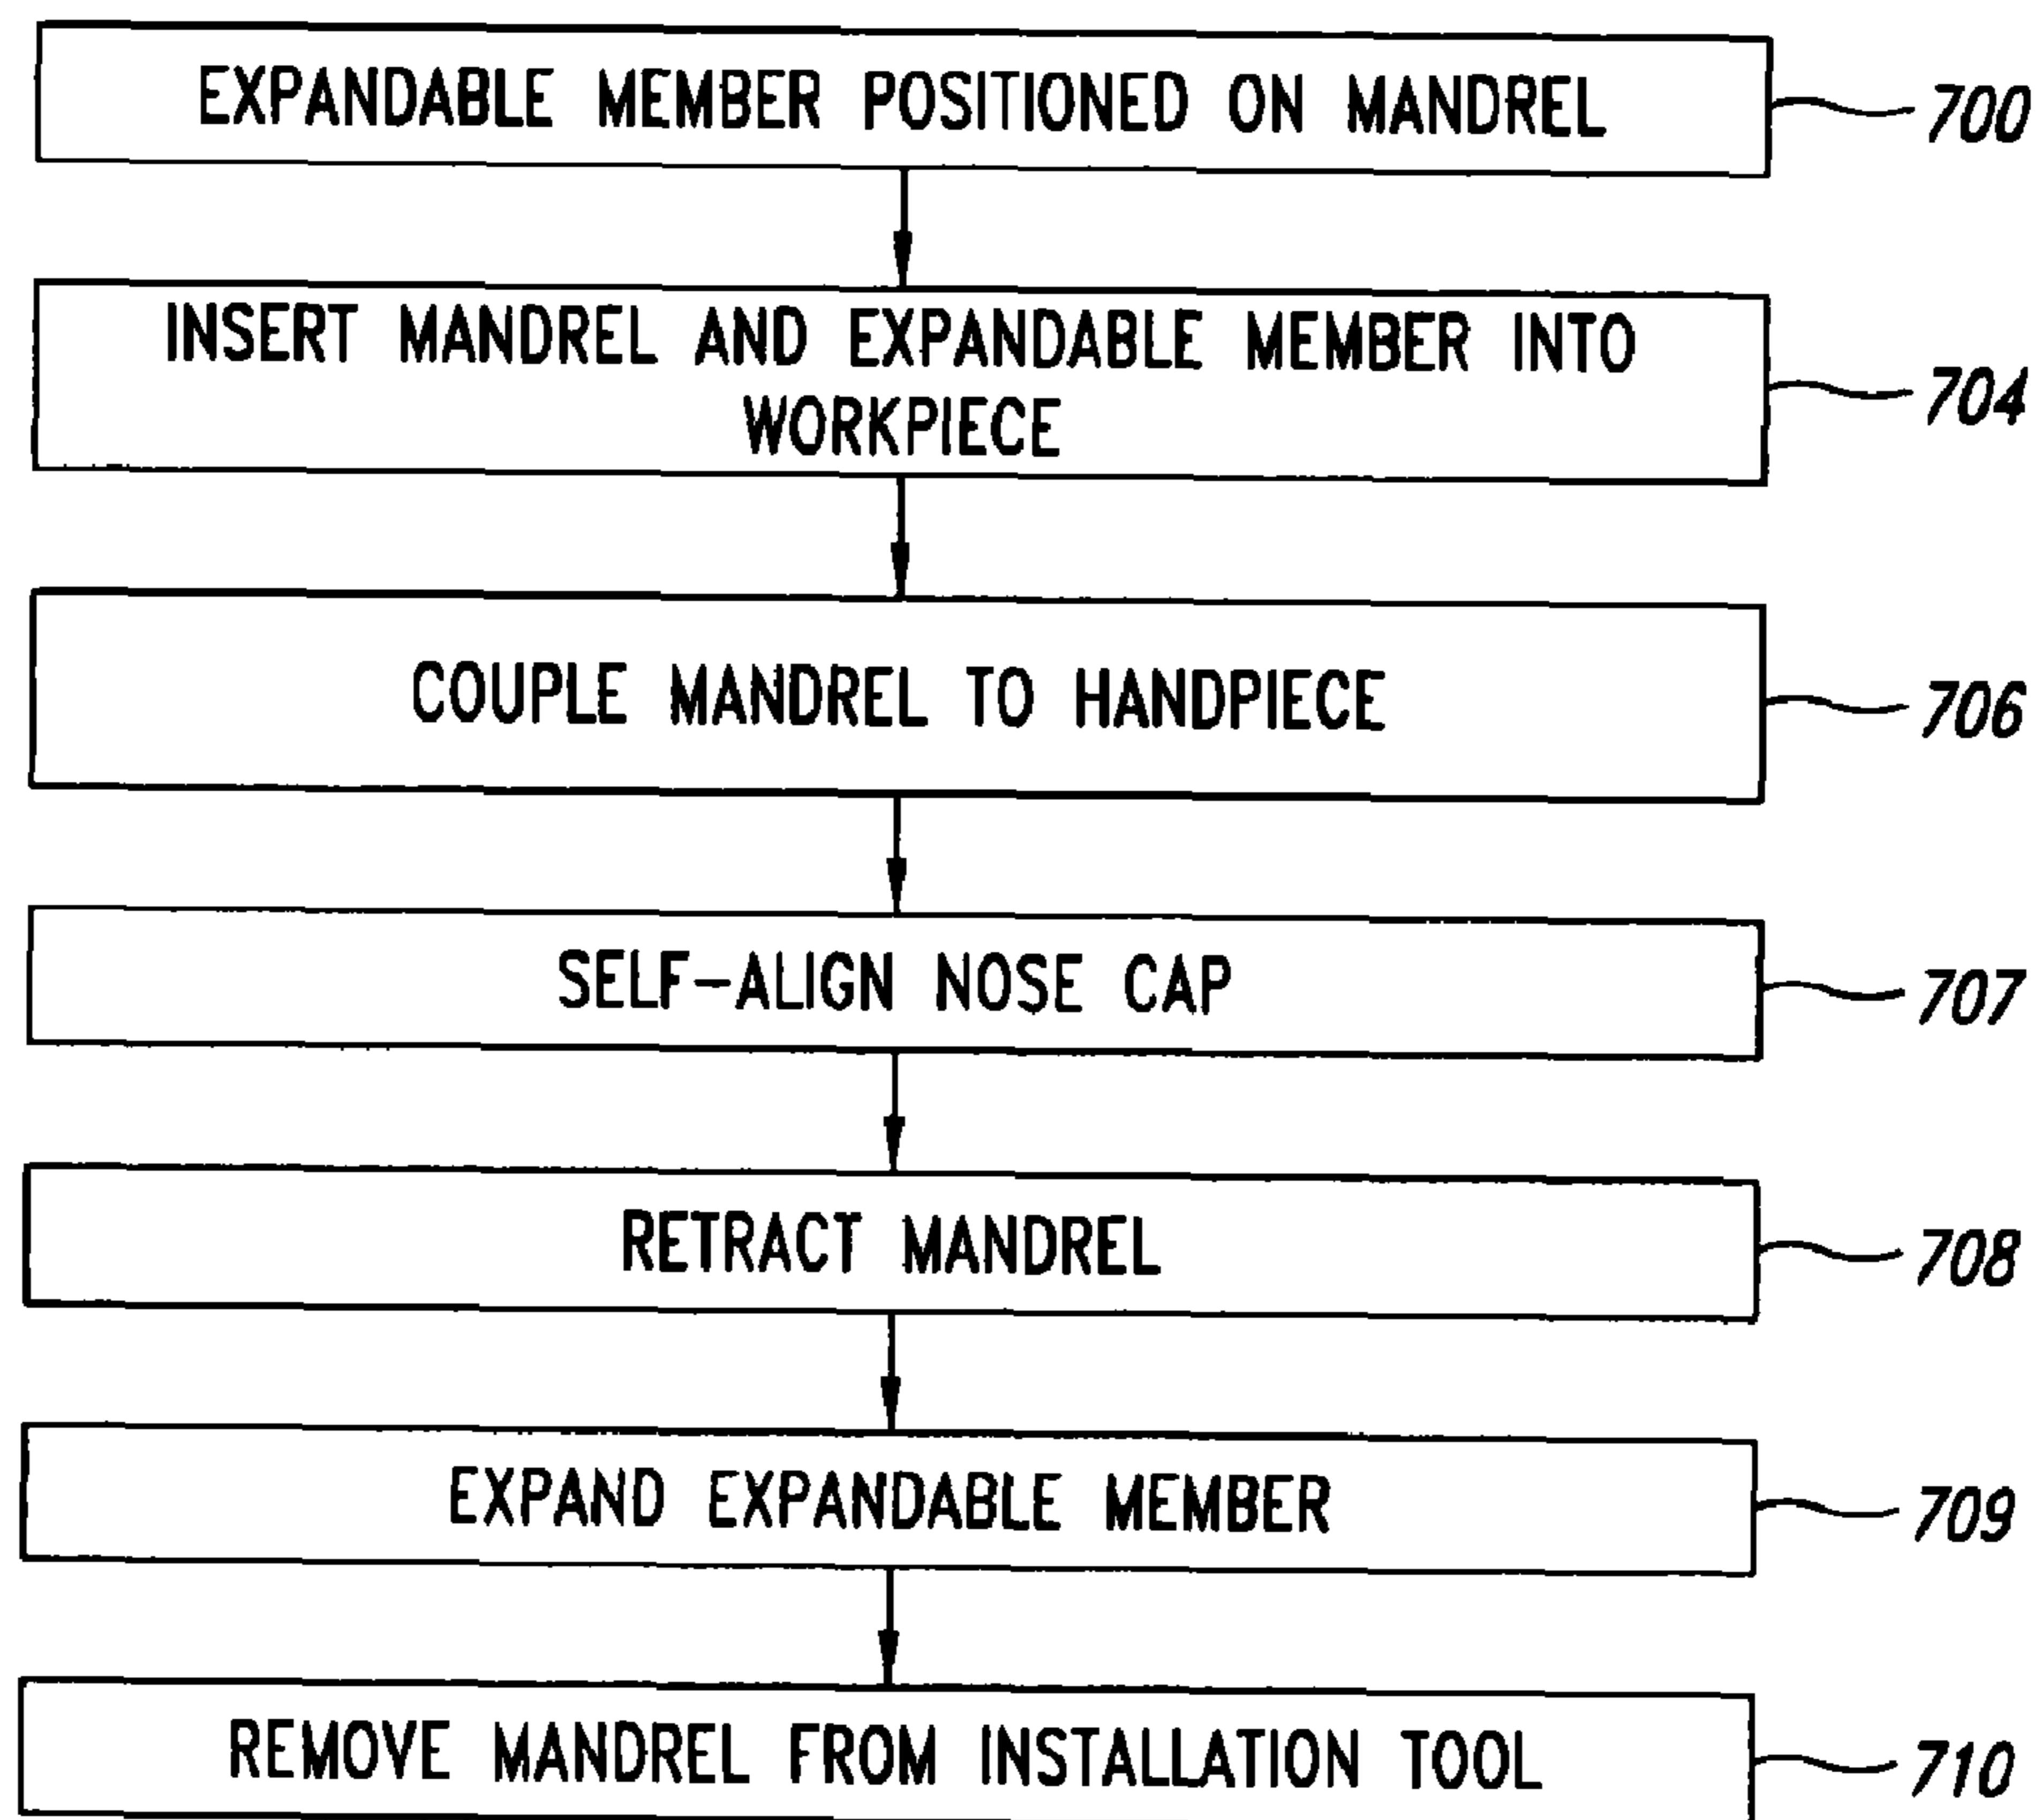 EXPANDABLE MEMBER POSITIONED ON MANDREL
700
INSERT MANDREL AND EXPANDABLE MEMBER INTO
WORKPIECE
704
COUPLE MANDREL TO HANDPIECE
706
SELF-ALIGN NOSE CAP
707
RETRACT MANDREL
708
EXPAND EXPANDABLE MEMBER
709
REMOVE MANDREL FROM INSTALLATION TOOL
710